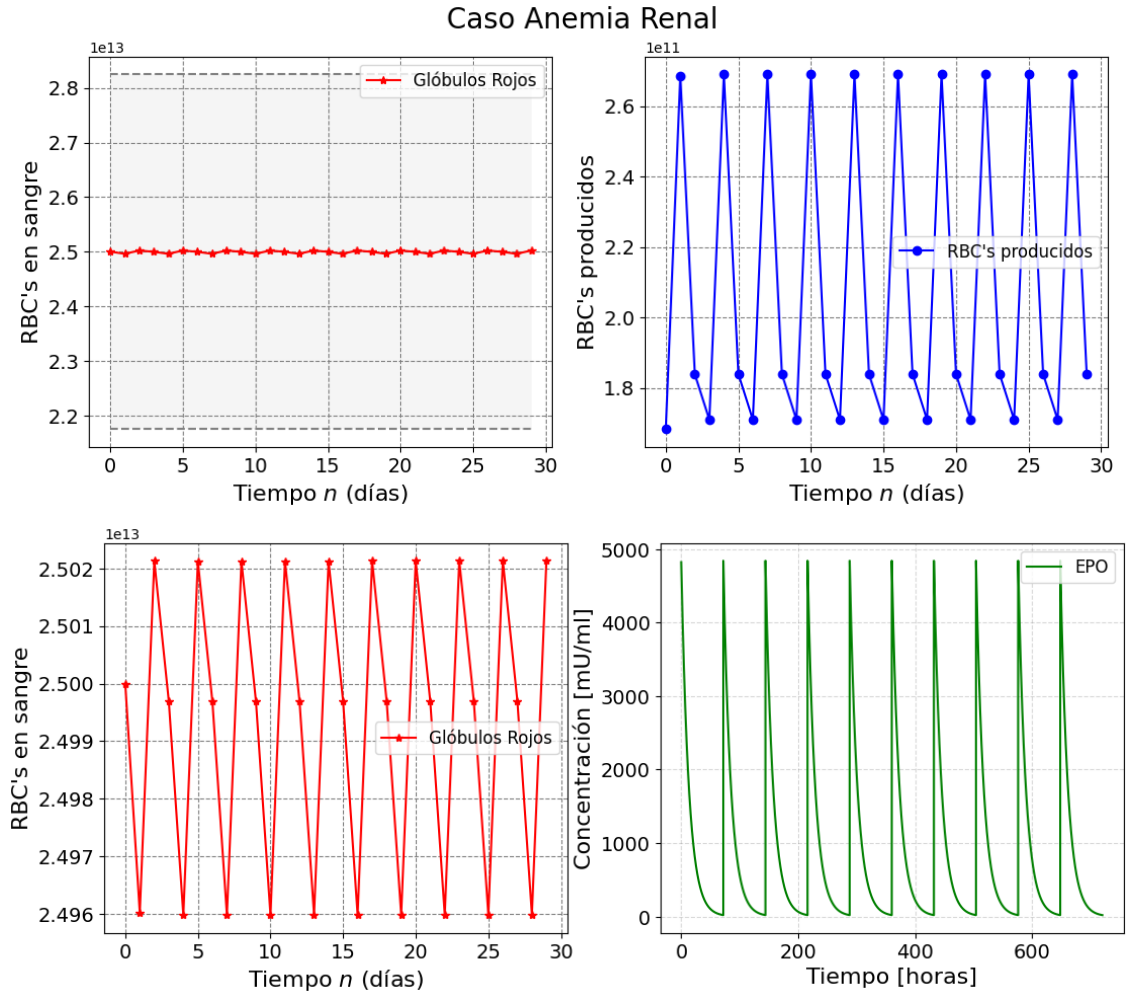 Caso Anemia Renal
1e13
Glóbulos Rojos
2.8
2.7
2.6
2.5
2.4
2.3
2.2
RBC's en sangre
0 5 10 15 20 25 30
Tiempo n (días)
1e11
2.6
2.4
2.2
2.0
1.8
RBC's producidos
RBC's producidos
0 5 10 15 20 25 30
Tiempo n (días)
1e13
2.502
2.501
2.500
2.499
2.498
2.497
2.496
RBC's en sangre
Glóbulos Rojos
0 5 10 15 20 25 30
Tiempo n (días)
5000
4000
3000
2000
1000
0
Concentración [mU/ml]
EPO
0 200 400 600
Tiempo [horas]